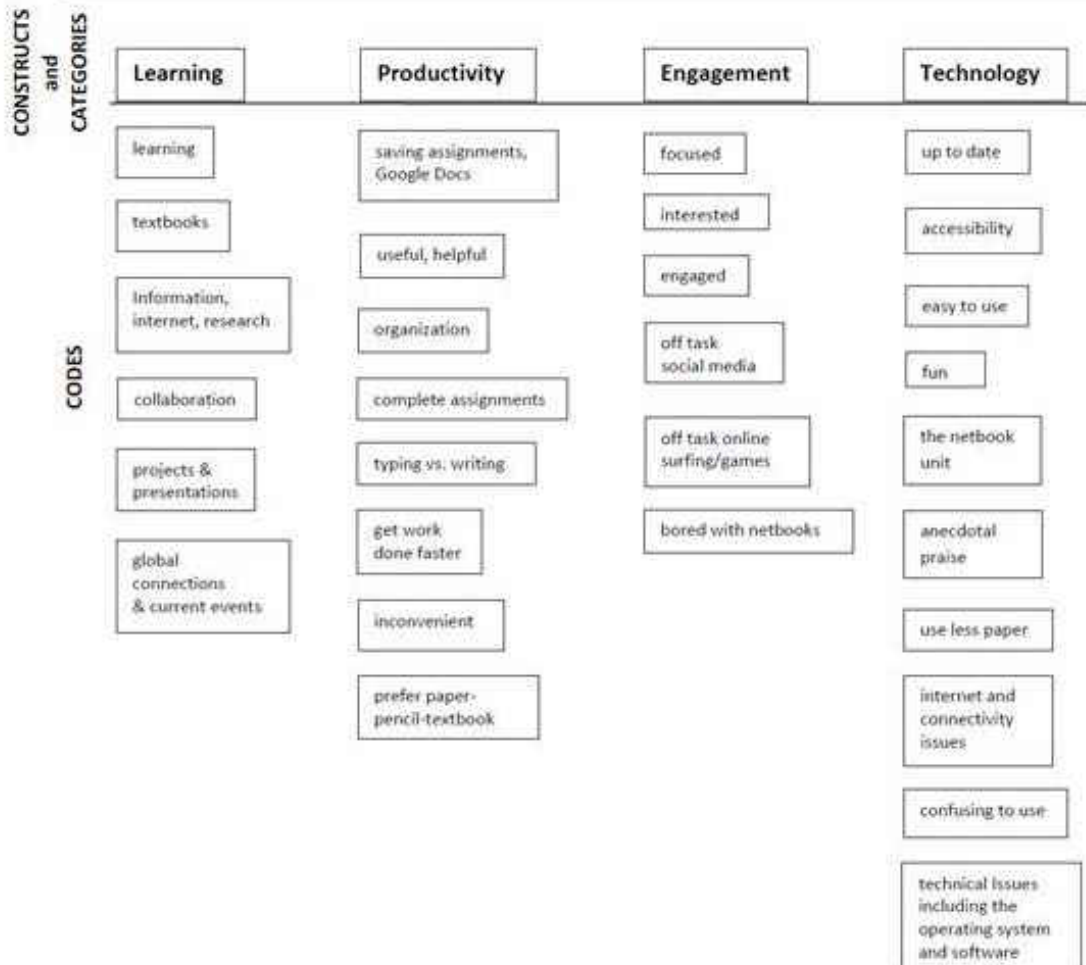 CONSTRUCTS
and
CATEGORIES
Learning
Productivity
Engagement
Technology
CODES
learning
textbooks
Information,
internet, research
collaboration
projects &
presentations
global
connections
& current events
saving assignments,
Google Docs
useful, helpful
organization
complete assignments
typing vs. writing
get work
done faster
inconvenient
prefer paper-
pencil-textbook
focused
interested
engaged
off task
social media
off task online
surfing/games
bored with netbooks
up to date
accessibility
easy to use
fun
the netbook
unit
anecdotal
praise
use less paper
internet and
connectivity
issues
confusing to use
technical Issues
including the
operating system
and software